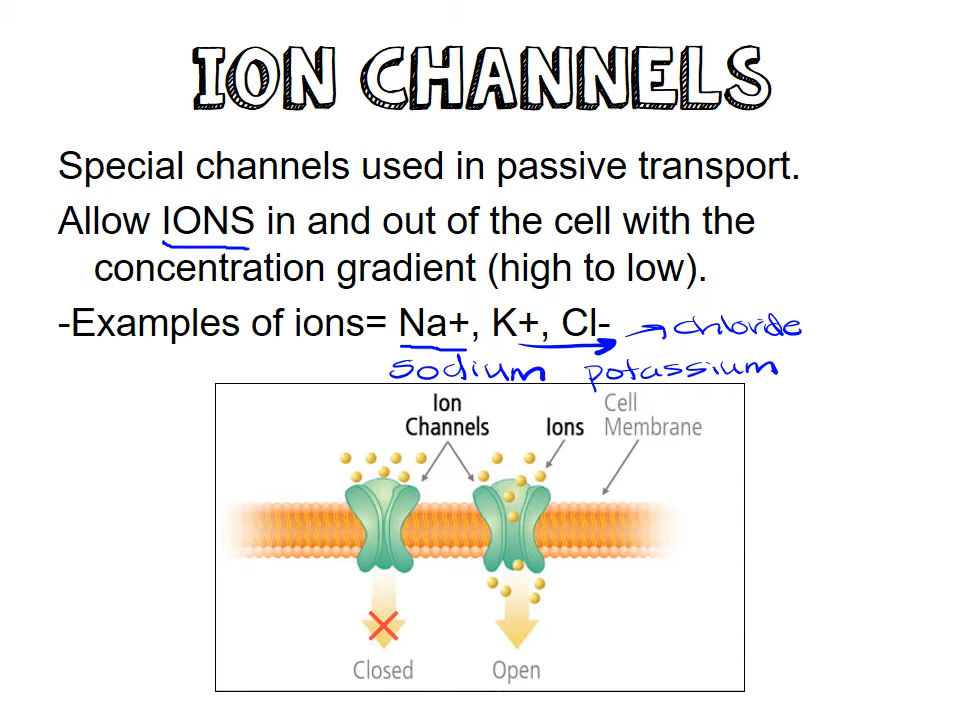 ION CHANNELS
Special channels used in passive transport.
Allow IONS in and out of the cell with the
concentration gradient (high to low).
-Examples of ions= Na+, K+, Cl- → chloride
sodium potassium
Ion Channels
Ions
Cell Membrane
Closed
Open